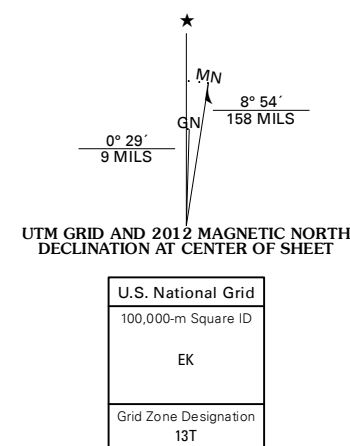 ★
MN
GN
8° 54´
158 MILS
0° 29´
9 MILS
UTM GRID AND 2012 MAGNETIC NORTH
DECLINATION AT CENTER OF SHEET
U.S. National Grid
100,000-m Square ID
EK
Grid Zone Designation
13T